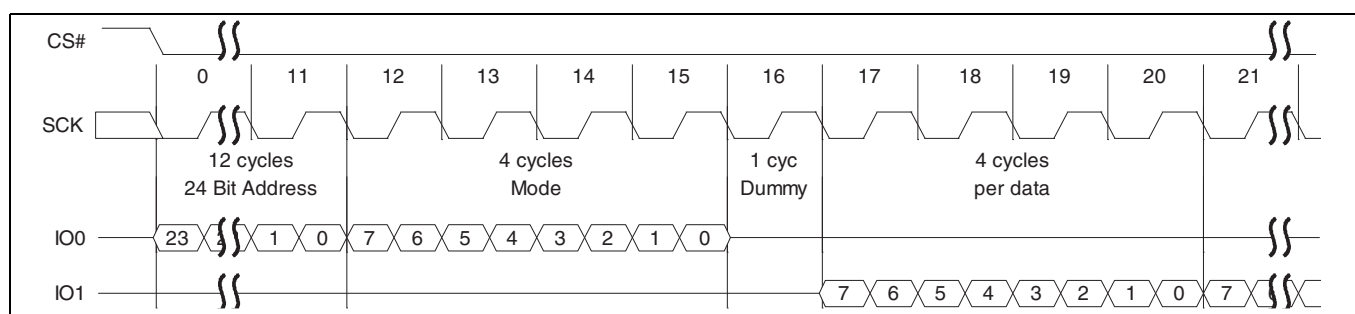 CS#
0 11 12 13 14 15 16 17 18 19 20 21
SCK
12 cycles 4 cycles 1 cyc 4 cycles
24 Bit Address Mode Dummy per data
IO0 23 1 0 7 6 5 4 3 2 1 0
IO1 7 6 5 4 3 2 1 0 7